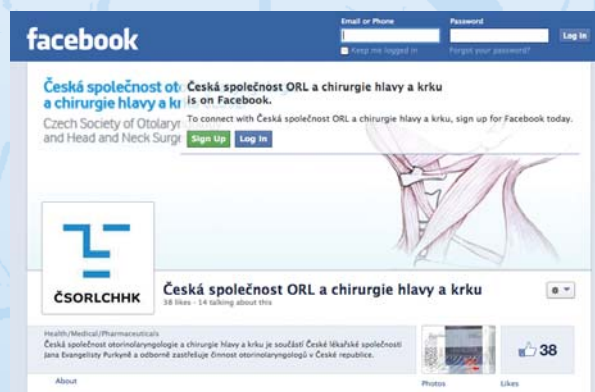 facebook
Email or Phone
Password
Log In
Keep me logged in
Forgot your password?
Česká společnost ot
a chirurgie hlavy a kr
Czech Society of Otolaryn
and Head and Neck Surge
Česká společnost ORL a chirurgie hlavy a krku
is on Facebook.
To connect with Česká společnost ORL a chirurgie hlavy a krku, sign up for Facebook today.
Sign Up
Log In
ČSORLCHHK
Česká společnost ORL a chirurgie hlavy a krku
38 likes · 14 talking about this
Health/Medical/Pharmaceuticals
Česká společnost otorinolaryngologie a chirurgie hlavy a krku je součástí České lékařské společnosti
Jana Evangelisty Purkyně a odborně zastřešuje činnost otorinolaryngologů v České republice.
38
About
Photos
Likes